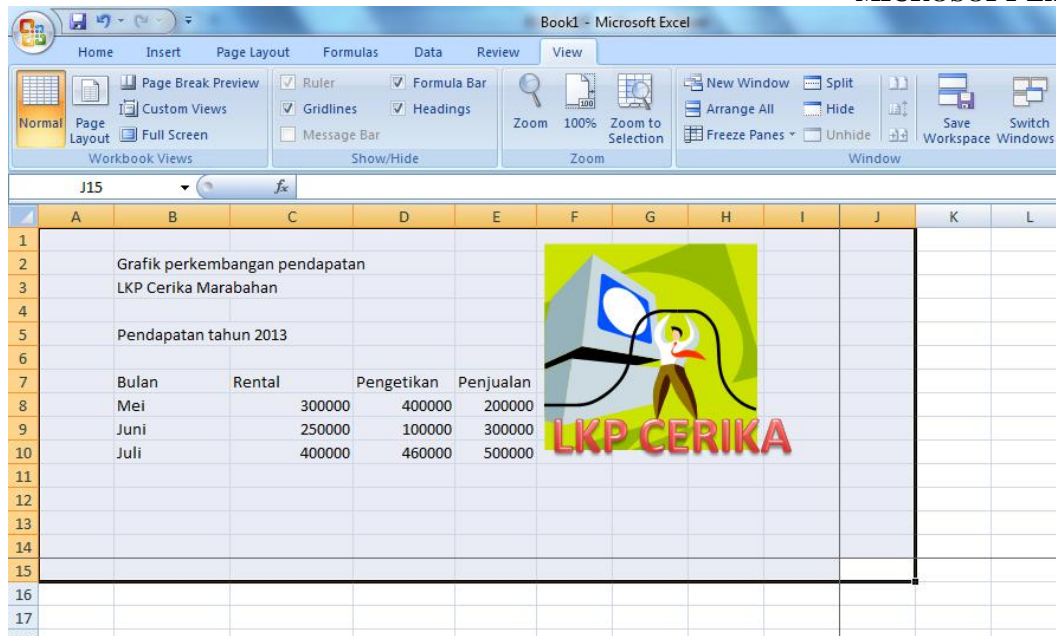 Book1 - Microsoft Excel
Home Insert Page Layout Formulas Data Review View
Normal
Page Layout
Page Break Preview
Custom Views
Full Screen
Workbook Views
Ruler
Gridlines
Message Bar
Formula Bar
Headings
Show/Hide
Zoom
100%
Zoom to Selection
Zoom
New Window
Arrange All
Freeze Panes
Split
Hide
Unhide
Save Workspace
Switch Windows
Window
J15 fx
A B C D E F G H I J K L
1
2 Grafik perkembangan pendapatan
3 LKP Cerika Marabahan
4
5 Pendapatan tahun 2013
6
7 Bulan Rental Pengetikan Penjualan
8 Mei 300000 400000 200000
9 Juni 250000 100000 300000
10 Juli 400000 460000 500000
LKP CERIKA
11
12
13
14
15
16
17